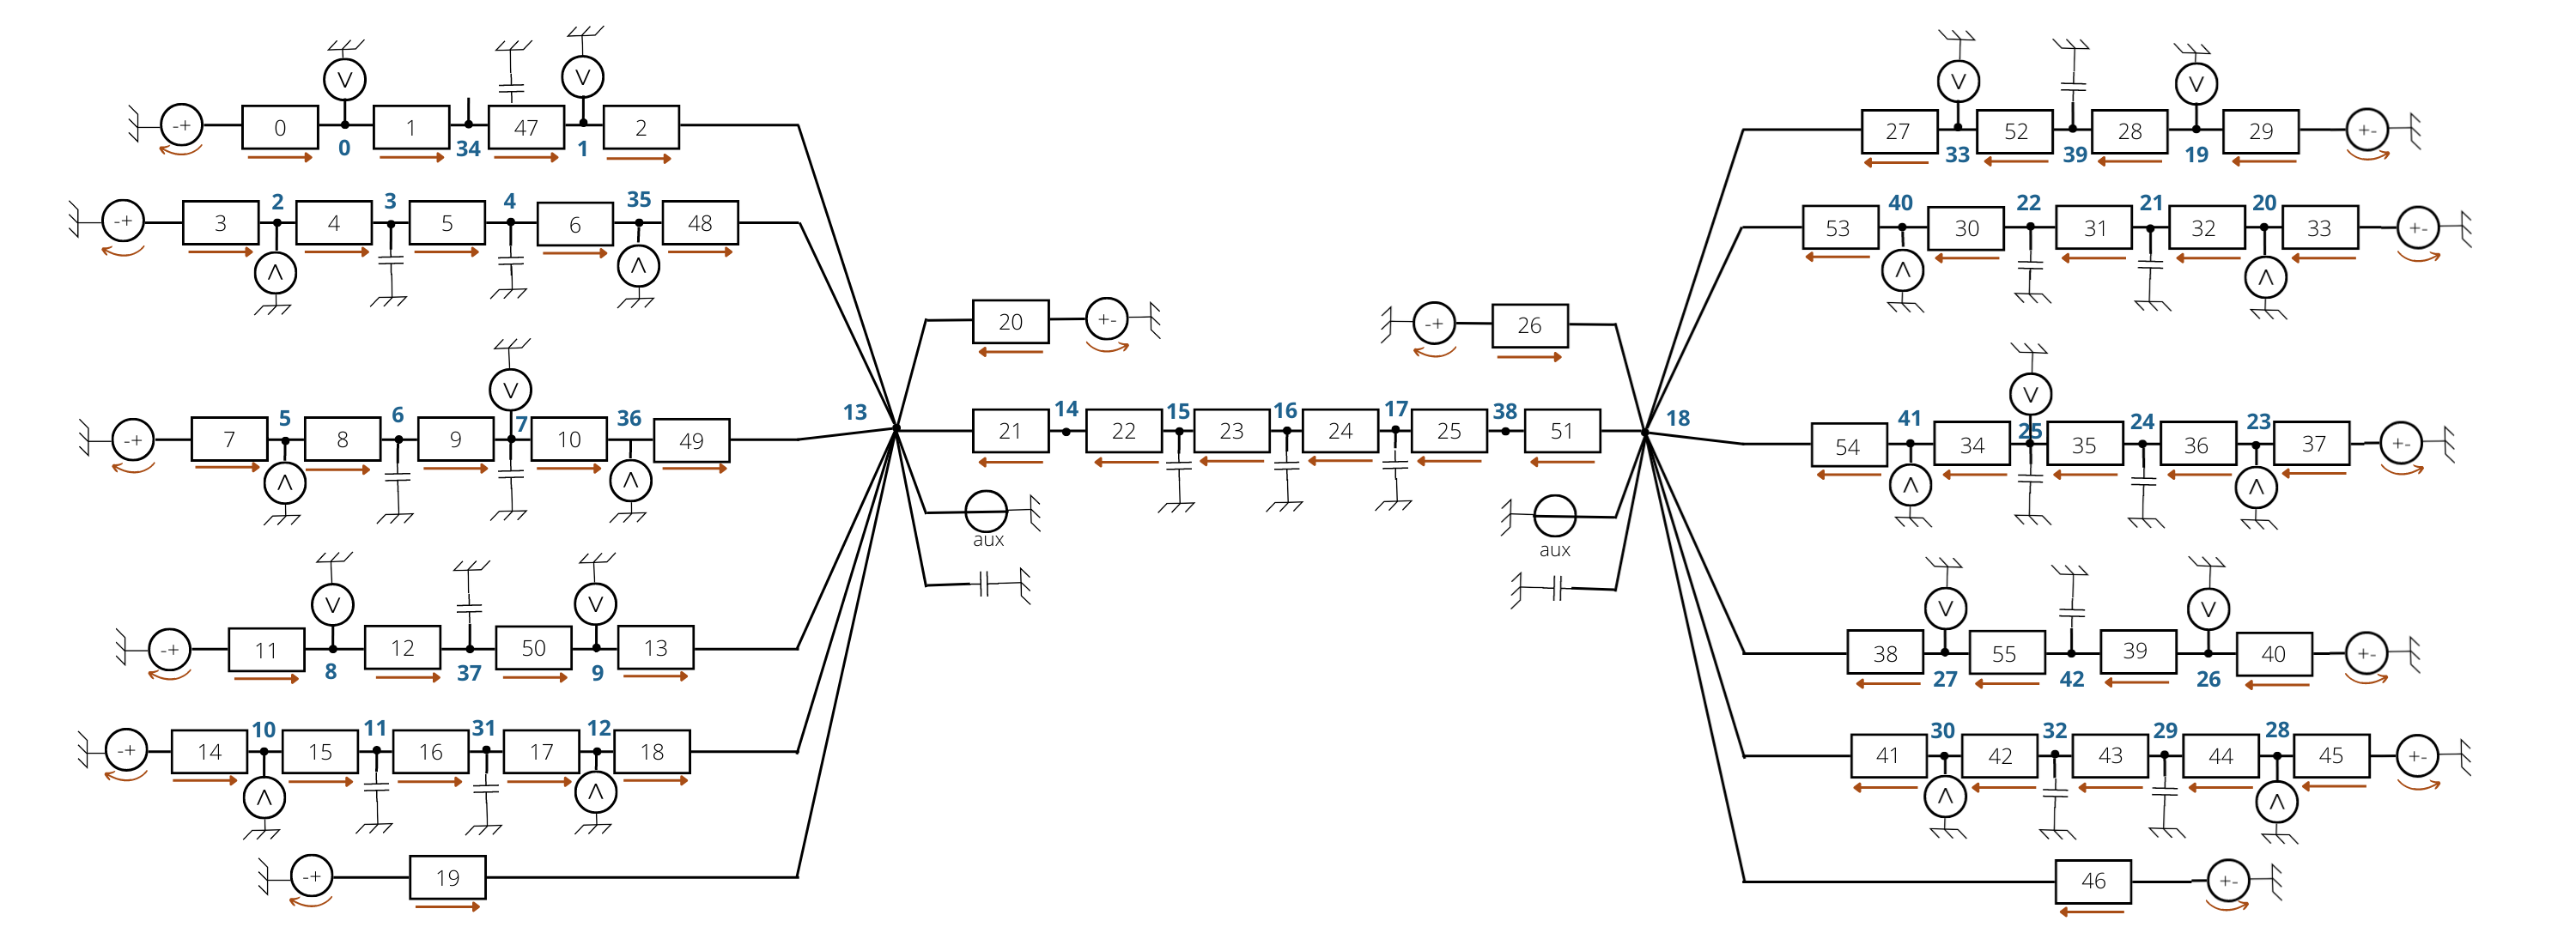 V V
-+ 0 1 47 2
0 34 1
2 3 4 35
-+ 3 4 5 6 48
V V
V
5 6 7 36
-+ 7 8 9 10 49
V V
V V
-+ 11 12 50 13
8 37 9
10 11 31 12
-+ 14 15 16 17 18
V V
-+ 19
13
20 +-
14 15 16 17 38
21 22 23 24 25 51
aux
-+ 26
18
aux
V V
27 52 28 29 +-
33 39 19
40 22 21 20
53 30 31 32 33 +-
V V
V
41 25 24 23
54 34 35 36 37 +-
V V
V V
38 55 39 40 +-
27 42 26
30 32 29 28
41 42 43 44 45 +-
V V
46 +-